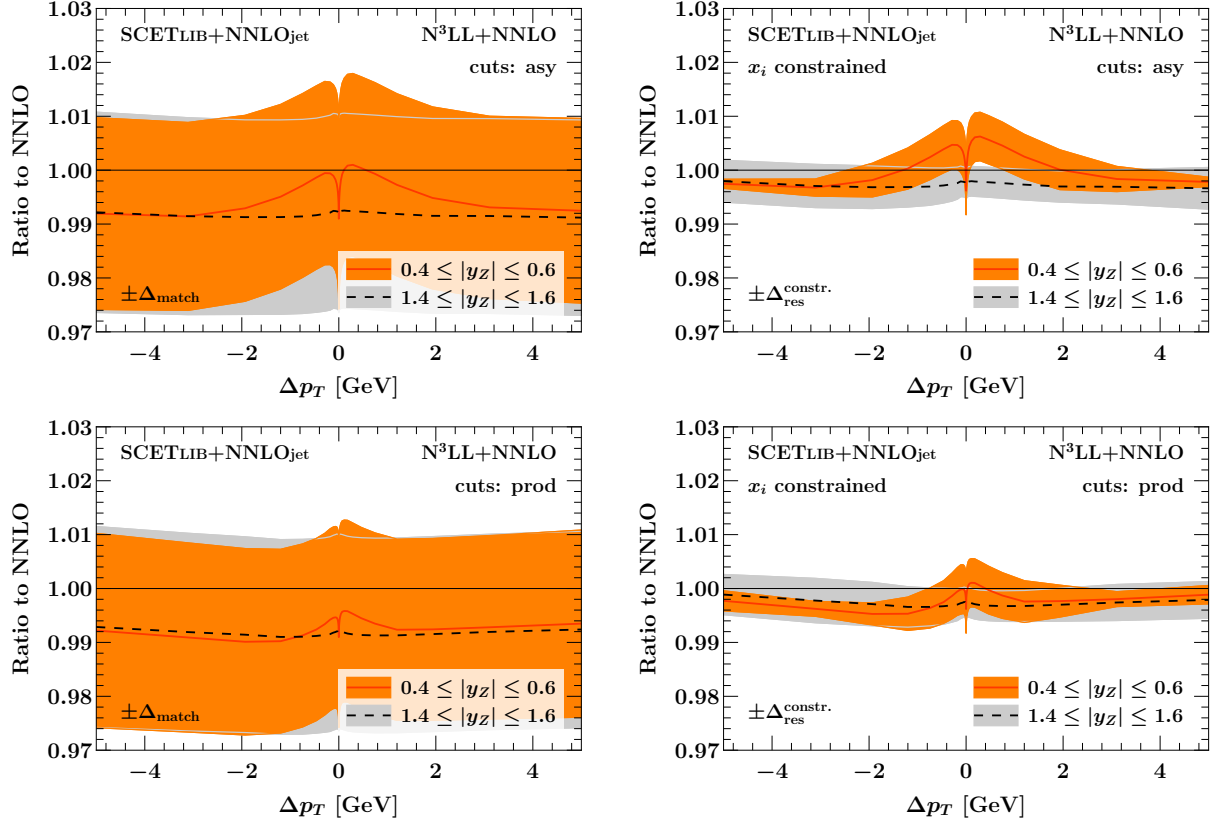 1.03
1.02
1.01
1.00
0.99
0.98
0.97
Ratio to NNLO
SCETLIB+NNLOjet
N³LL+NNLO
cuts: asy
±Δmatch
0.4 ≤ |yZ| ≤ 0.6
1.4 ≤ |yZ| ≤ 1.6
−4 −2 0 2 4
ΔpT [GeV]
1.03
1.02
1.01
1.00
0.99
0.98
0.97
Ratio to NNLO
SCETLIB+NNLOjet
N³LL+NNLO
xi constrained
cuts: asy
±Δres constr.
0.4 ≤ |yZ| ≤ 0.6
1.4 ≤ |yZ| ≤ 1.6
−4 −2 0 2 4
ΔpT [GeV]
1.03
1.02
1.01
1.00
0.99
0.98
0.97
Ratio to NNLO
SCETLIB+NNLOjet
N³LL+NNLO
cuts: prod
±Δmatch
0.4 ≤ |yZ| ≤ 0.6
1.4 ≤ |yZ| ≤ 1.6
−4 −2 0 2 4
ΔpT [GeV]
1.03
1.02
1.01
1.00
0.99
0.98
0.97
Ratio to NNLO
SCETLIB+NNLOjet
N³LL+NNLO
xi constrained
cuts: prod
±Δres constr.
0.4 ≤ |yZ| ≤ 0.6
1.4 ≤ |yZ| ≤ 1.6
−4 −2 0 2 4
ΔpT [GeV]